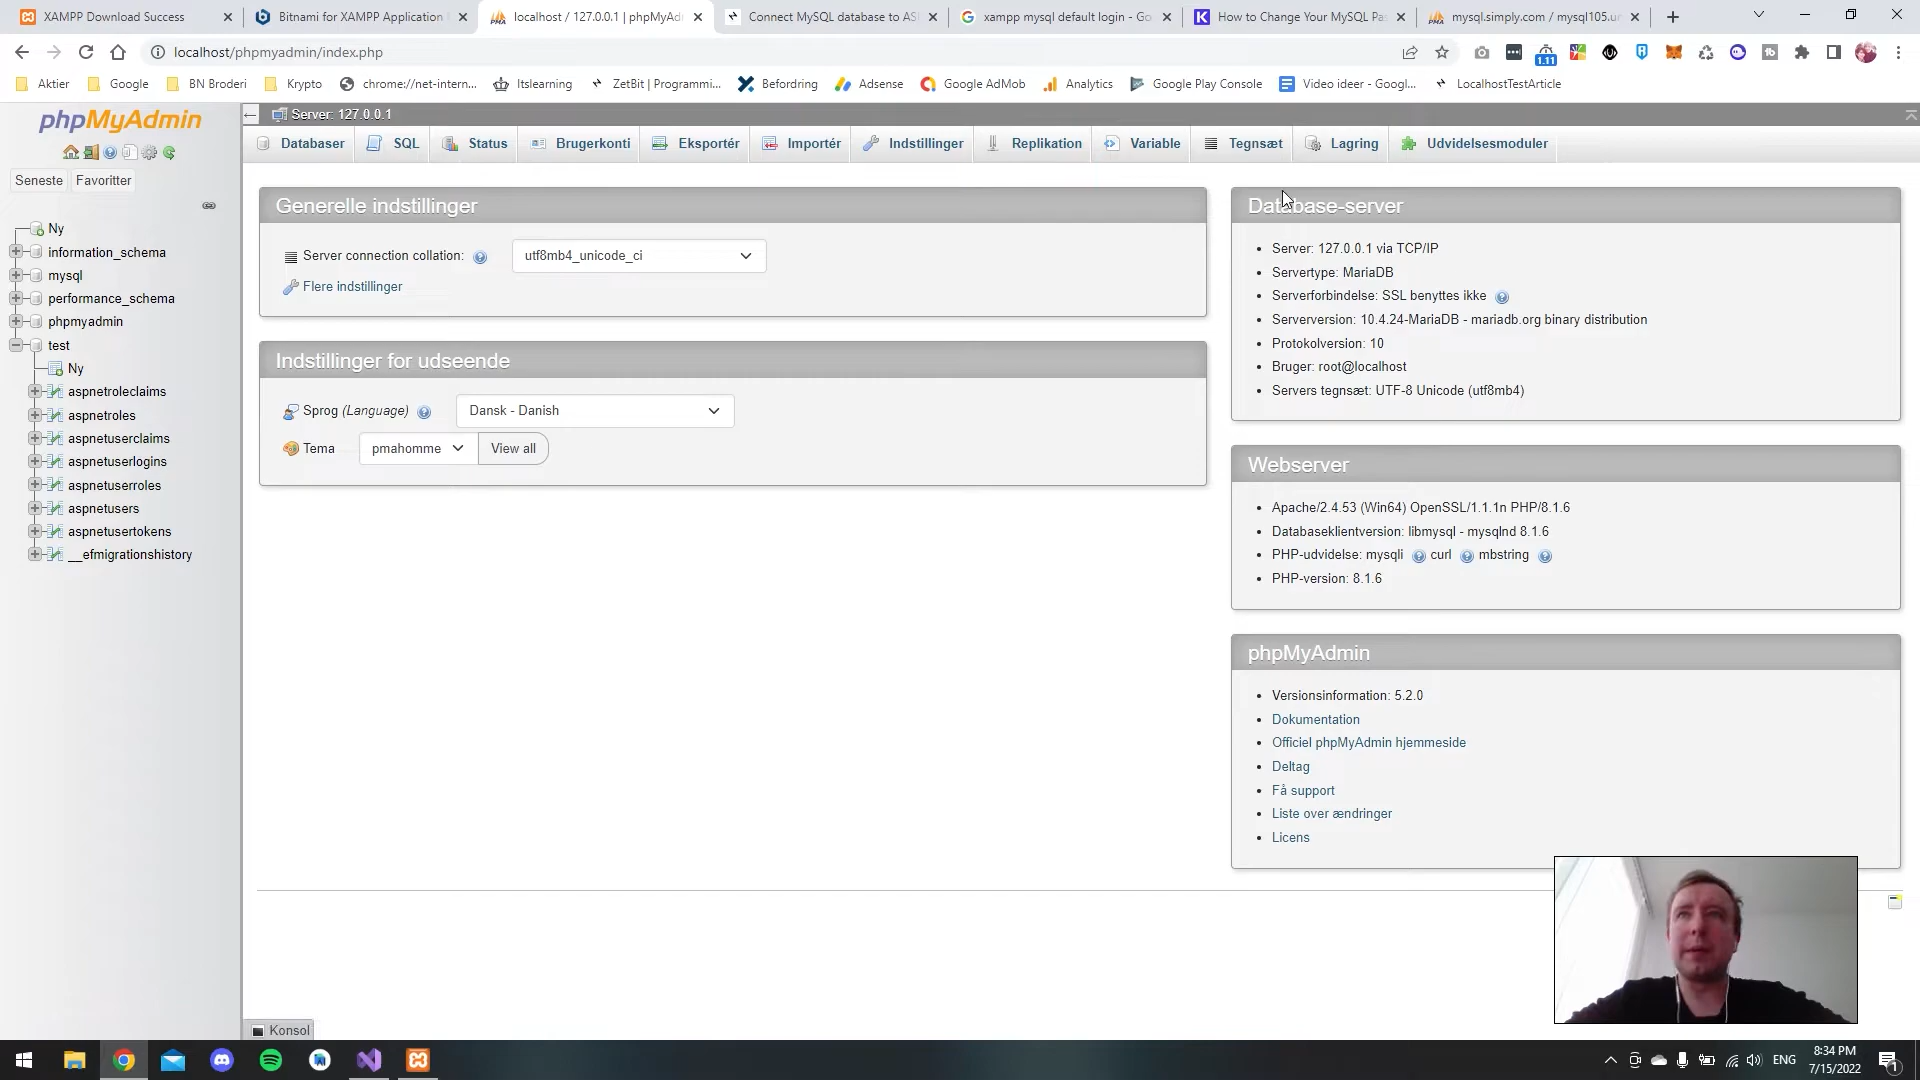 XAMPP Download Success
Bitnami for XAMPP Application
localhost / 127.0.0.1 | phpMyAdm
Connect MySQL database to AS
xampp mysql default login - Go
How to Change Your MySQL Pa
mysql.simply.com / mysql105.u
localhost/phpmyadmin/index.php
1.11
Aktier
Google
BN Broderi
Krypto
chrome://net-intern...
Itslearning
ZetBit | Programmi...
Befordring
Adsense
Google AdMob
Analytics
Google Play Console
Video ideer - Googl...
LocalhostTestArticle
phpMyAdmin
Seneste
Favoritter
Ny
information_schema
mysql
performance_schema
phpmyadmin
test
Ny
aspnetroleclaims
aspnetroles
aspnetuserclaims
aspnetuserlogins
aspnetuserroles
aspnetusers
aspnetusertokens
__efmigrationshistory
Server: 127.0.0.1
Databaser
SQL
Status
Brugerkonti
Eksportér
Importér
Indstillinger
Replikation
Variable
Tegnsæt
Lagring
Udvidelsesmoduler
Generelle indstillinger
Server connection collation:
utf8mb4_unicode_ci
Flere indstillinger
Indstillinger for udseende
Sprog (Language)
Dansk - Danish
Tema
pmahomme
View all
Database-server
Server: 127.0.0.1 via TCP/IP
Servertype: MariaDB
Serverforbindelse: SSL benyttes ikke
Serverversion: 10.4.24-MariaDB - mariadb.org binary distribution
Protokolversion: 10
Bruger: root@localhost
Servers tegnsæt: UTF-8 Unicode (utf8mb4)
Webserver
Apache/2.4.53 (Win64) OpenSSL/1.1.1n PHP/8.1.6
Databaseklientversion: libmysql - mysqlnd 8.1.6
PHP-udvidelse: mysqli curl mbstring
PHP-version: 8.1.6
phpMyAdmin
Versionsinformation: 5.2.0
Dokumentation
Officiel phpMyAdmin hjemmeside
Deltag
Få support
Liste over ændringer
Licens
Konsol
ENG
8:34 PM
7/15/2022
1